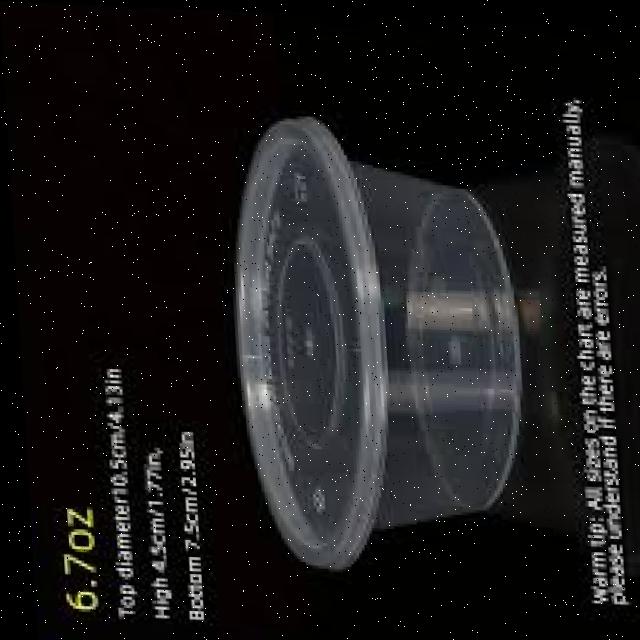 6.7OZ
Top diameter10.5cm/4.13in
High 4.5cm/1.77in,
Bottom 7.5cm/2.95in
Warm Up: All sizes on the chart are measured manually,
please understand if there are errors.